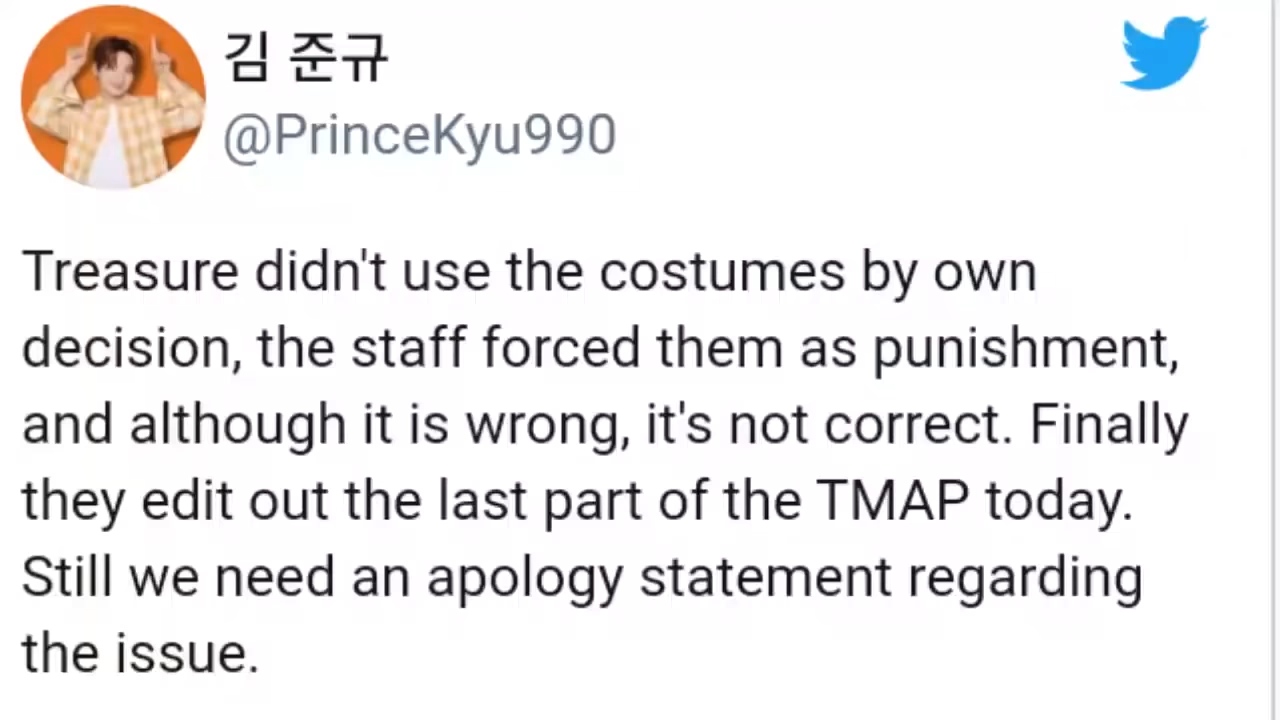 김 준규
@PrinceKyu990
Treasure didn't use the costumes by own
decision, the staff forced them as punishment,
and although it is wrong, it's not correct. Finally
they edit out the last part of the TMAP today.
Still we need an apology statement regarding
the issue.